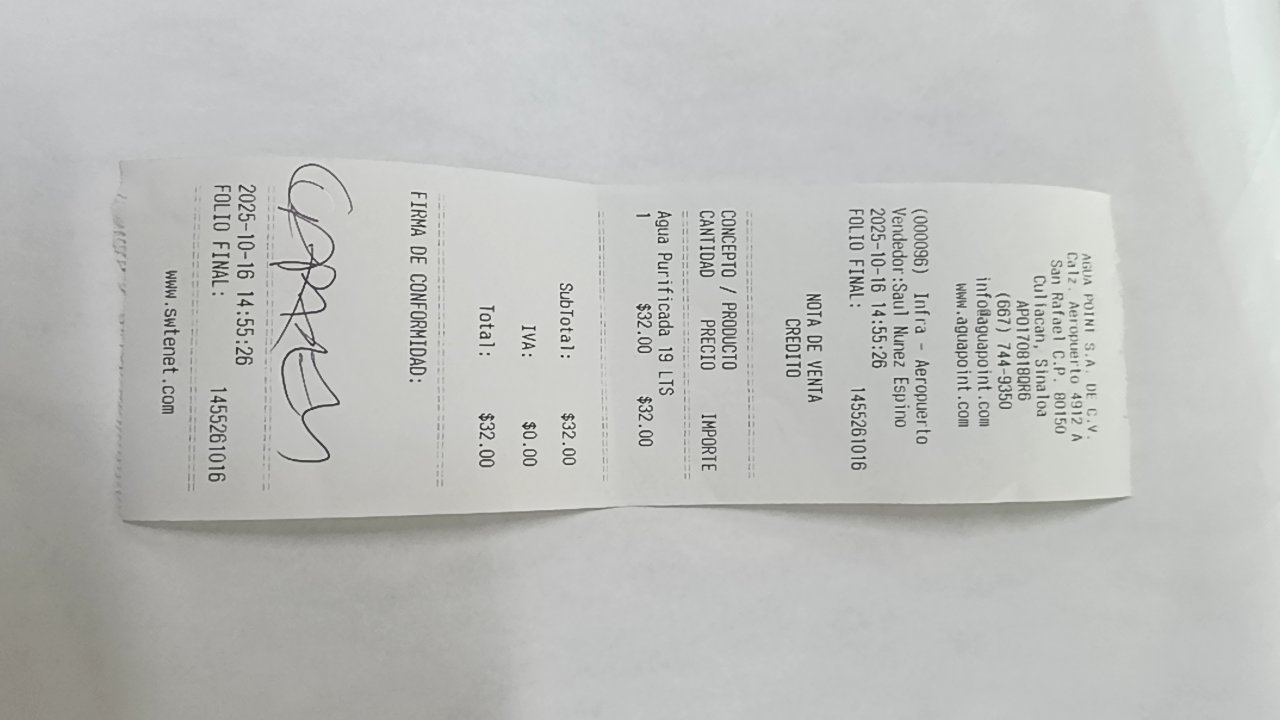 AGUA POINT S.A. DE C.V.
Calz. Aeropuerto 4912 A
San Rafael C.P. 80150
Culiacan, Sinaloa
APO170818QR6
(667) 744-9350
info@aguapoint.com
www.aguapoint.com
(000096) Infra - Aeropuerto
Vendedor:Saul Nunez Espino
2025-10-16 14:55:26
FOLIO FINAL: 1455261016
NOTA DE VENTA
CREDITO
CONCEPTO / PRODUCTO
CANTIDAD PRECIO IMPORTE
Agua Purificada 19 LTS
1 $32.00 $32.00
SubTotal: $32.00
IVA: $0.00
Total: $32.00
FIRMA DE CONFORMIDAD:
2025-10-16 14:55:26
FOLIO FINAL: 1455261016
www.swtenet.com